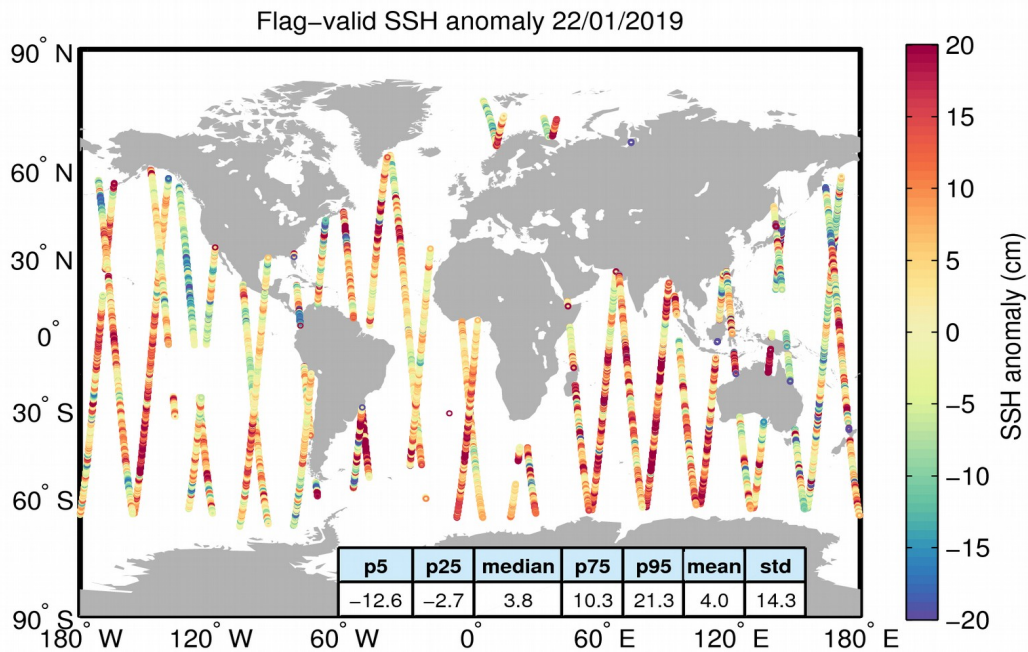 Flag−valid SSH anomaly 22/01/2019
90° N
60° N
30° N
0°
30° S
60° S
90° S
180° W
120° W
60° W
0°
60° E
120° E
180° E
p5 p25 median p75 p95 mean std
−12.6 −2.7 3.8 10.3 21.3 4.0 14.3
20
15
10
5
0
−5
−10
−15
−20
SSH anomaly (cm)